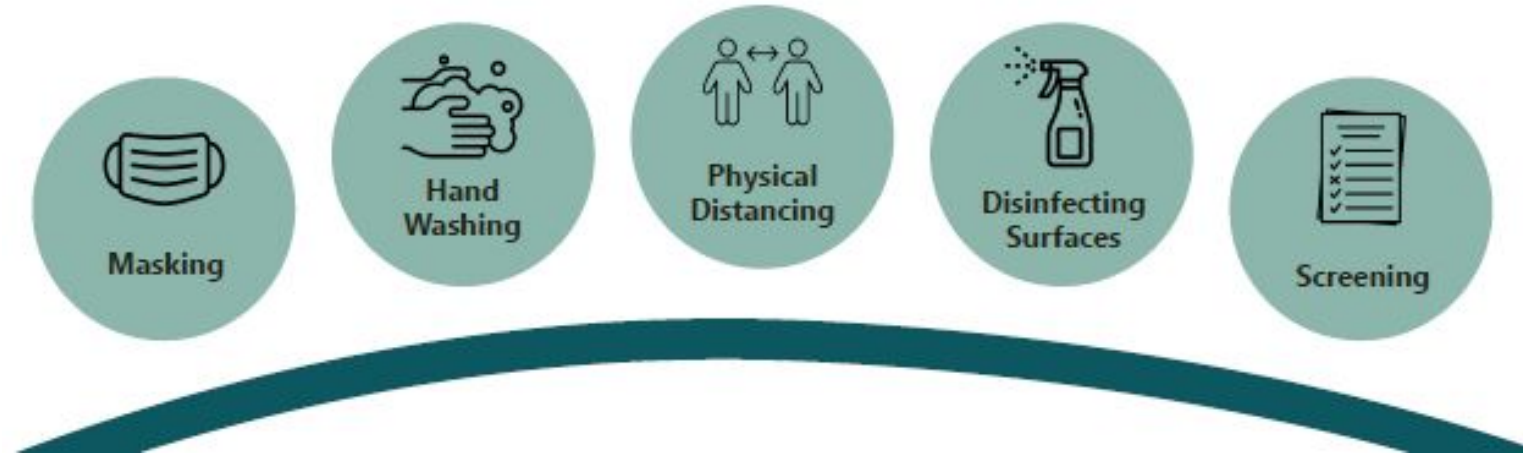 Masking
Hand
Washing
Physical
Distancing
Disinfecting
Surfaces
Screening